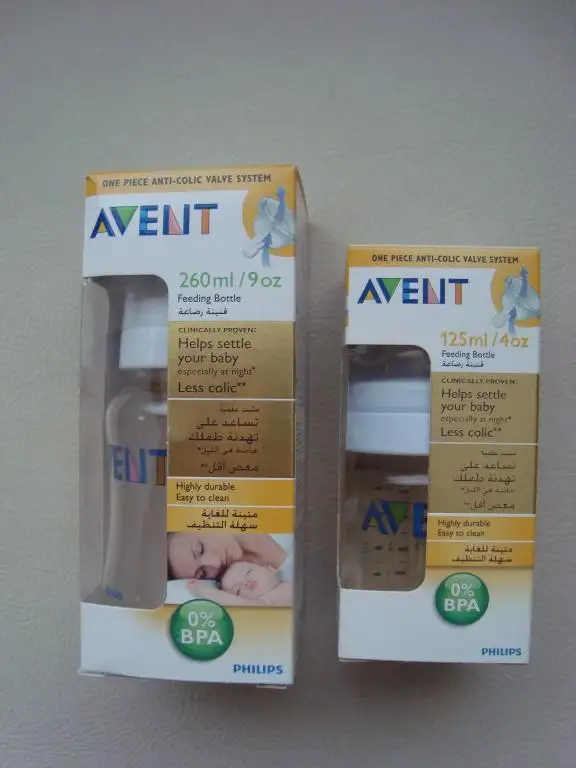 ONE PIECE ANTI-COLIC VALVE SYSTEM
AVENT
260ml/9oz
Feeding Bottle
قنينة رضاعة
CLINICALLY PROVEN:
Helps settle
your baby
especially at night*
Less colic**
مثبت علمياً
تساعد على
تهدئة طفلك
خاصة في الليل*
مغص أقل**
Highly durable
Easy to clean
متينة للغاية
سهلة التنظيف
0%
BPA
PHILIPS
VENT
ONE PIECE ANTI-COLIC VALVE SYSTEM
AVENT
125ml/4oz
Feeding Bottle
قنينة رضاعة
CLINICALLY PROVEN:
Helps settle
your baby
especially at night*
Less colic**
مثبت علمياً
تساعد على
تهدئة طفلك
خاصة في الليل*
مغص أقل**
Highly durable
Easy to clean
متينة للغاية
سهلة التنظيف
0%
BPA
PHILIPS
AV